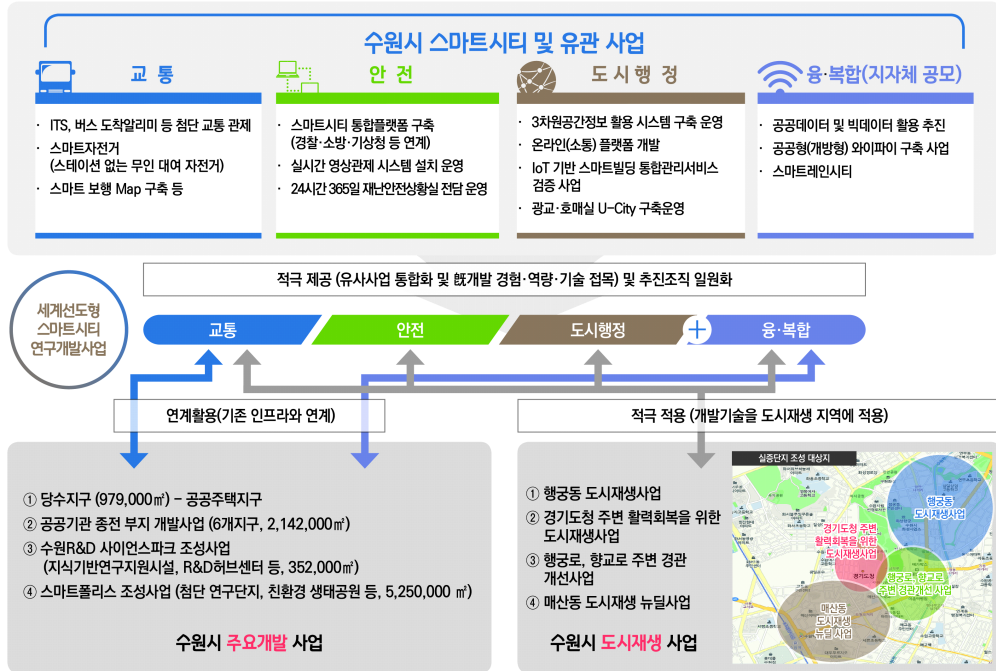 수원시 스마트시티 및 유관 사업
교 통
· ITS, 버스 도착알리미 등 첨단 교통 관제
· 스마트자전거
(스테이션 없는 무인 대여 자전거)
· 스마트 보행 Map 구축 등
안 전
· 스마트시티 통합플랫폼 구축
(경찰·소방·기상청 등 연계)
· 실시간 영상관제 시스템 설치 운영
· 24시간 365일 재난안전상황실 전담 운영
도 시 행 정
· 3차원공간정보 활용 시스템 구축 운영
· 온라인(소통) 플랫폼 개발
· IoT 기반 스마트빌딩 통합관리서비스
검증 사업
· 광교·호매실 U-City 구축운영
융·복합(지자체 공모)
· 공공데이터 및 빅데이터 활용 추진
· 공공형(개방형) 와이파이 구축 사업
· 스마트레인시티
적극 제공 (유사사업 통합화 및 旣개발 경험·역량·기술 접목) 및 추진조직 일원화
세계선도형
스마트시티
연구개발사업
교통
안전
도시행정
+
융·복합
연계활용(기존 인프라와 연계)
적극 적용 (개발기술을 도시재생 지역에 적용)
① 당수지구 (979,000㎡) – 공공주택지구
② 공공기관 종전 부지 개발사업 (6개지구, 2,142,000㎡)
③ 수원R&D 사이언스파크 조성사업
(지식기반연구지원시설, R&D허브센터 등, 352,000㎡)
④ 스마트폴리스 조성사업 (첨단 연구단지, 친환경 생태공원 등, 5,250,000 ㎡)
수원시 주요개발 사업
① 행궁동 도시재생사업
② 경기도청 주변 활력회복을 위한
도시재생사업
③ 행궁로, 향교로 주변 경관
개선사업
④ 매산동 도시재생 뉴딜사업
수원시 도시재생 사업
실증단지 조성 대상지
행궁동
도시재생사업
경기도청 주변
활력회복을 위한
도시재생사업
경기도청
행궁로, 향교로
주변 경관개선 사업
매산동 도시재생
뉴딜 사업